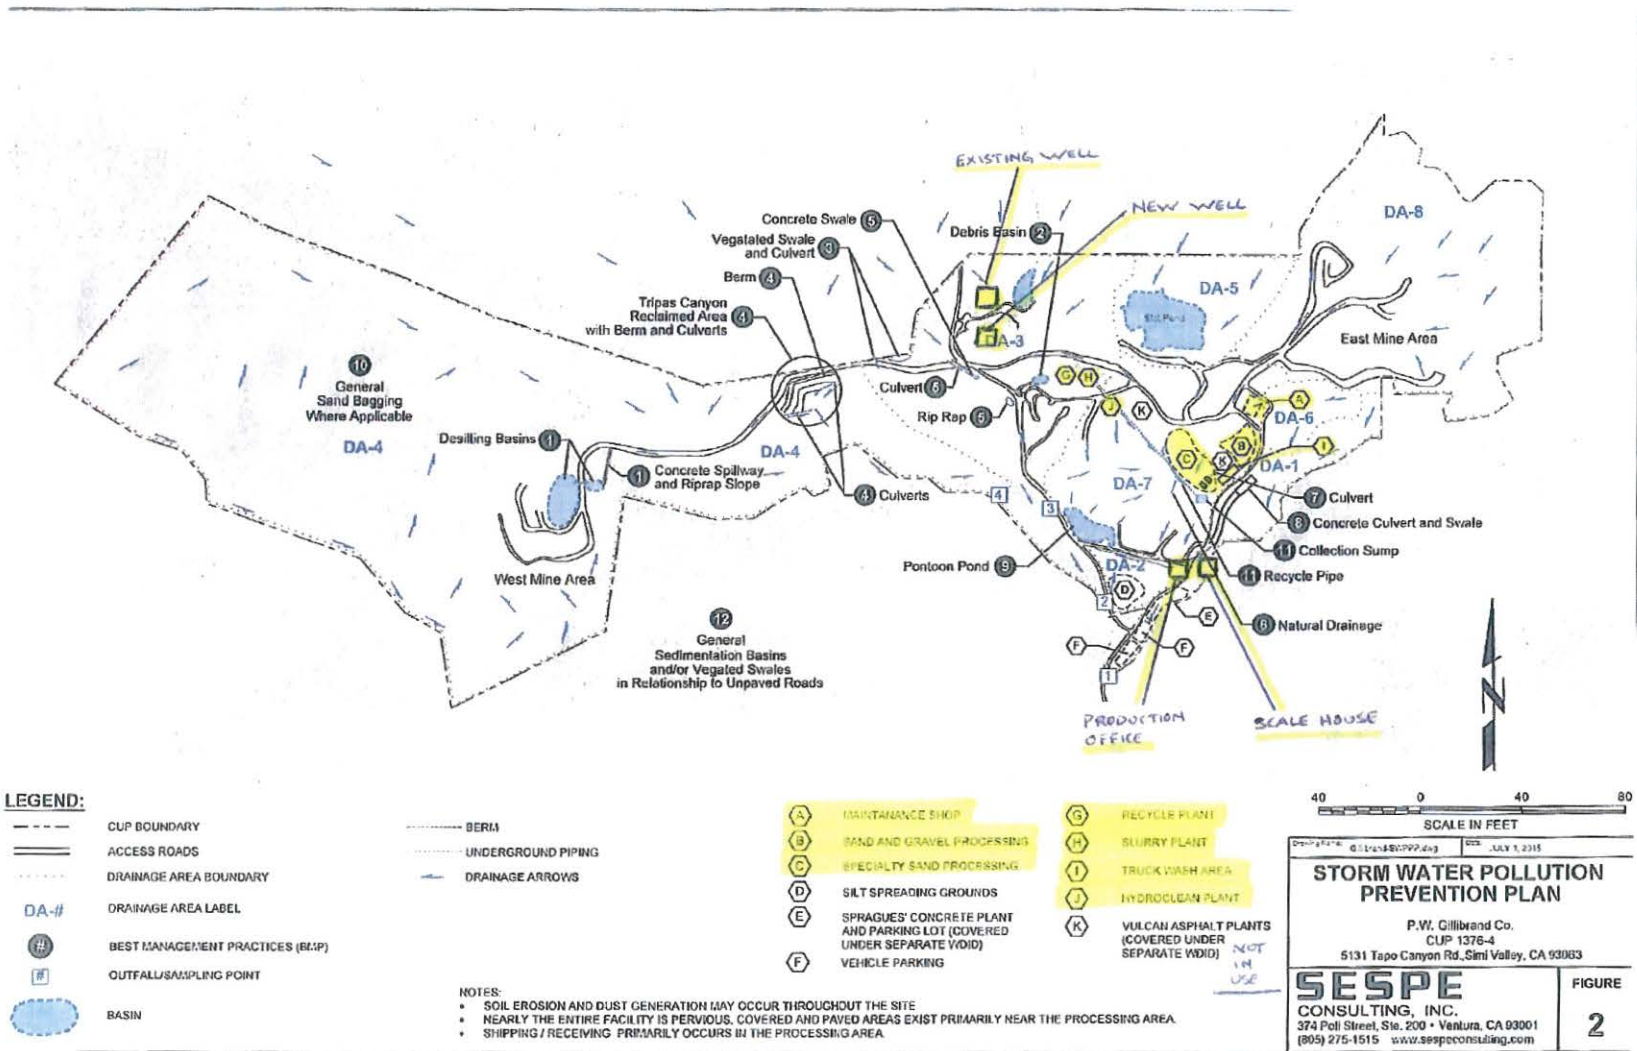 EXISTING WELL
NEW WELL
DA-8
Concrete Swale 5
Debris Basin 2
Vegatated Swale
and Culvert 3
Berm 4
Tripas Canyon
Reclaimed Area
with Berm and Culverts 4
DA-5
DA-3
East Mine Area
10
General
Sand Bagging
Where Applicable
DA-4
Culvert 5
G H
Rip Rap 5
J K
A
DA-6
B
I
C
K
DA-1
Desilting Basins 1
DA-4
1 Concrete Spillway
and Riprap Slope
4 Culverts
4
3
DA-7
7 Culvert
8 Concrete Culvert and Swale
11 Collection Sump
11 Recycle Pipe
West Mine Area
Pontoon Pond 9
DA-2
D
2
E
6 Natural Drainage
12
General
Sedimentation Basins
and/or Vegated Swales
in Relationship to Unpaved Roads
F
F
1
PRODUCTION
OFFICE
SCALE HOUSE
N
LEGEND:
CUP BOUNDARY
ACCESS ROADS
DRAINAGE AREA BOUNDARY
DA-# DRAINAGE AREA LABEL
# BEST MANAGEMENT PRACTICES (BMP)
# OUTFALL/SAMPLING POINT
BASIN
BERM
UNDERGROUND PIPING
DRAINAGE ARROWS
A MAINTANANCE SHOP
B SAND AND GRAVEL PROCESSING
C SPECIALTY SAND PROCESSING
D SILT SPREADING GROUNDS
E SPRAGUES' CONCRETE PLANT
AND PARKING LOT (COVERED
UNDER SEPARATE WDID)
F VEHICLE PARKING
G RECYCLE PLANT
H SLURRY PLANT
I TRUCK WASH AREA
J HYDROCLEAN PLANT
K VULCAN ASPHALT PLANTS
(COVERED UNDER
SEPARATE WDID)
NOT
IN
USE
NOTES:
• SOIL EROSION AND DUST GENERATION MAY OCCUR THROUGHOUT THE SITE
• NEARLY THE ENTIRE FACILITY IS PERVIOUS, COVERED AND PAVED AREAS EXIST PRIMARILY NEAR THE PROCESSING AREA
• SHIPPING / RECEIVING PRIMARILY OCCURS IN THE PROCESSING AREA
40 0 40 80
SCALE IN FEET
JULY 1, 2015
STORM WATER POLLUTION
PREVENTION PLAN
P.W. Gillibrand Co.
CUP 1376-4
5131 Tapo Canyon Rd.,Simi Valley, CA 93063
SESPE
CONSULTING, INC.
374 Poli Street, Ste. 200 • Ventura, CA 93001
(805) 275-1515 www.sespeconsulting.com
FIGURE
2